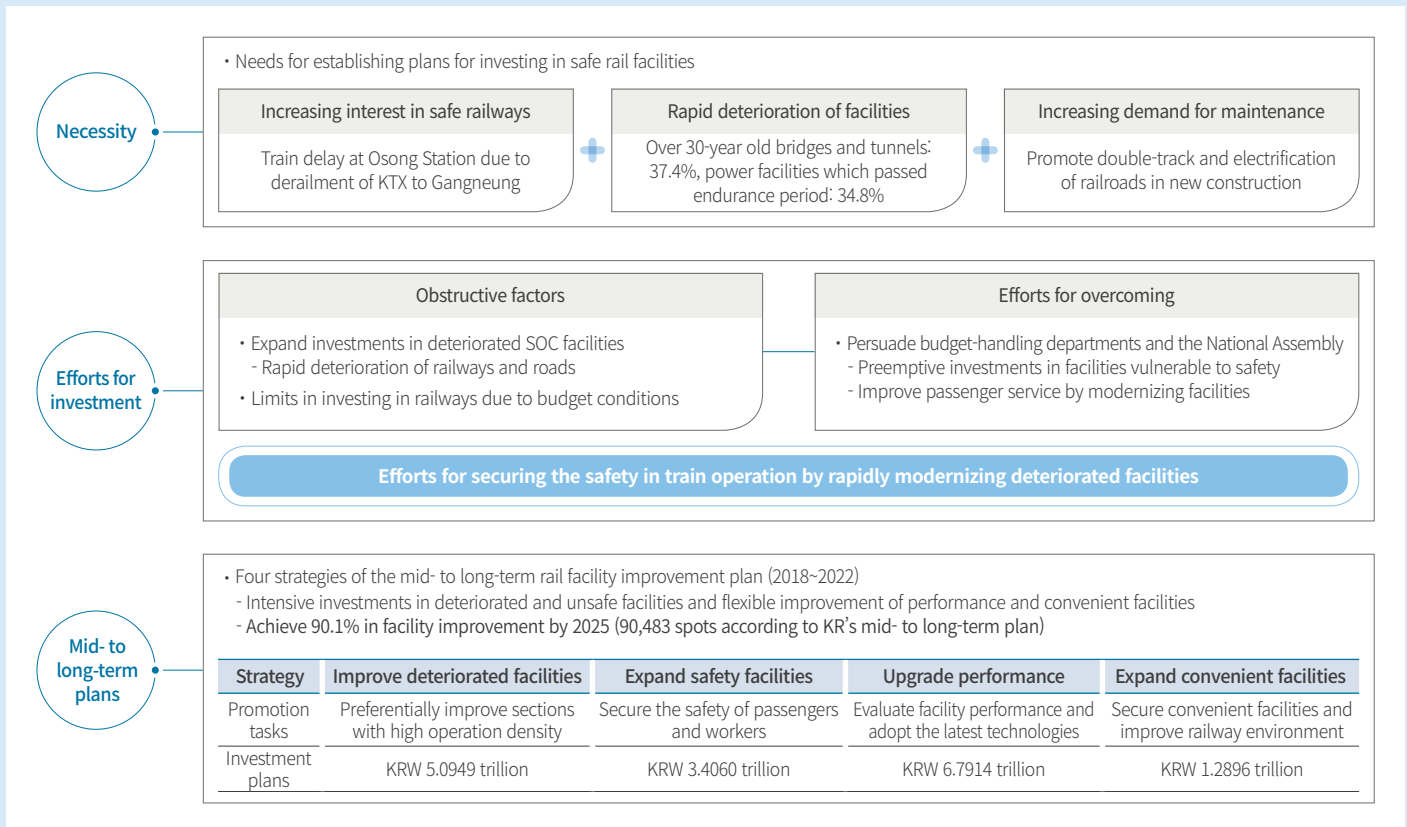 Necessity
・Needs for establishing plans for investing in safe rail facilities
Increasing interest in safe railways
Train delay at Osong Station due to
derailment of KTX to Gangneung
Rapid deterioration of facilities
Over 30-year old bridges and tunnels:
37.4%, power facilities which passed
endurance period: 34.8%
Increasing demand for maintenance
Promote double-track and electrification
of railroads in new construction
Efforts for
investment
Obstructive factors
・Expand investments in deteriorated SOC facilities
- Rapid deterioration of railways and roads
・Limits in investing in railways due to budget conditions
Efforts for overcoming
・Persuade budget-handling departments and the National Assembly
- Preemptive investments in facilities vulnerable to safety
- Improve passenger service by modernizing facilities
Efforts for securing the safety in train operation by rapidly modernizing deteriorated facilities
Mid- to
long-term
plans
・Four strategies of the mid- to long-term rail facility improvement plan (2018~2022)
- Intensive investments in deteriorated and unsafe facilities and flexible improvement of performance and convenient facilities
- Achieve 90.1% in facility improvement by 2025 (90,483 spots according to KR's mid- to long-term plan)
Strategy Improve deteriorated facilities Expand safety facilities Upgrade performance Expand convenient facilities
Promotion Preferentially improve sections Secure the safety of passengers Evaluate facility performance and Secure convenient facilities and
tasks with high operation density and workers adopt the latest technologies improve railway environment
Investment
plans KRW 5.0949 trillion KRW 3.4060 trillion KRW 6.7914 trillion KRW 1.2896 trillion